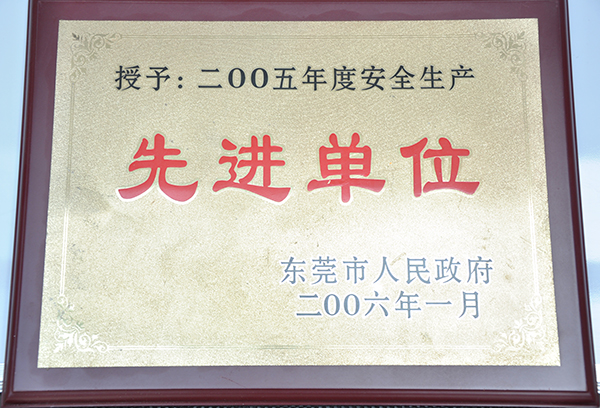 授予：二OO五年度安全生产
先进单位
东莞市人民政府
二OO六年一月